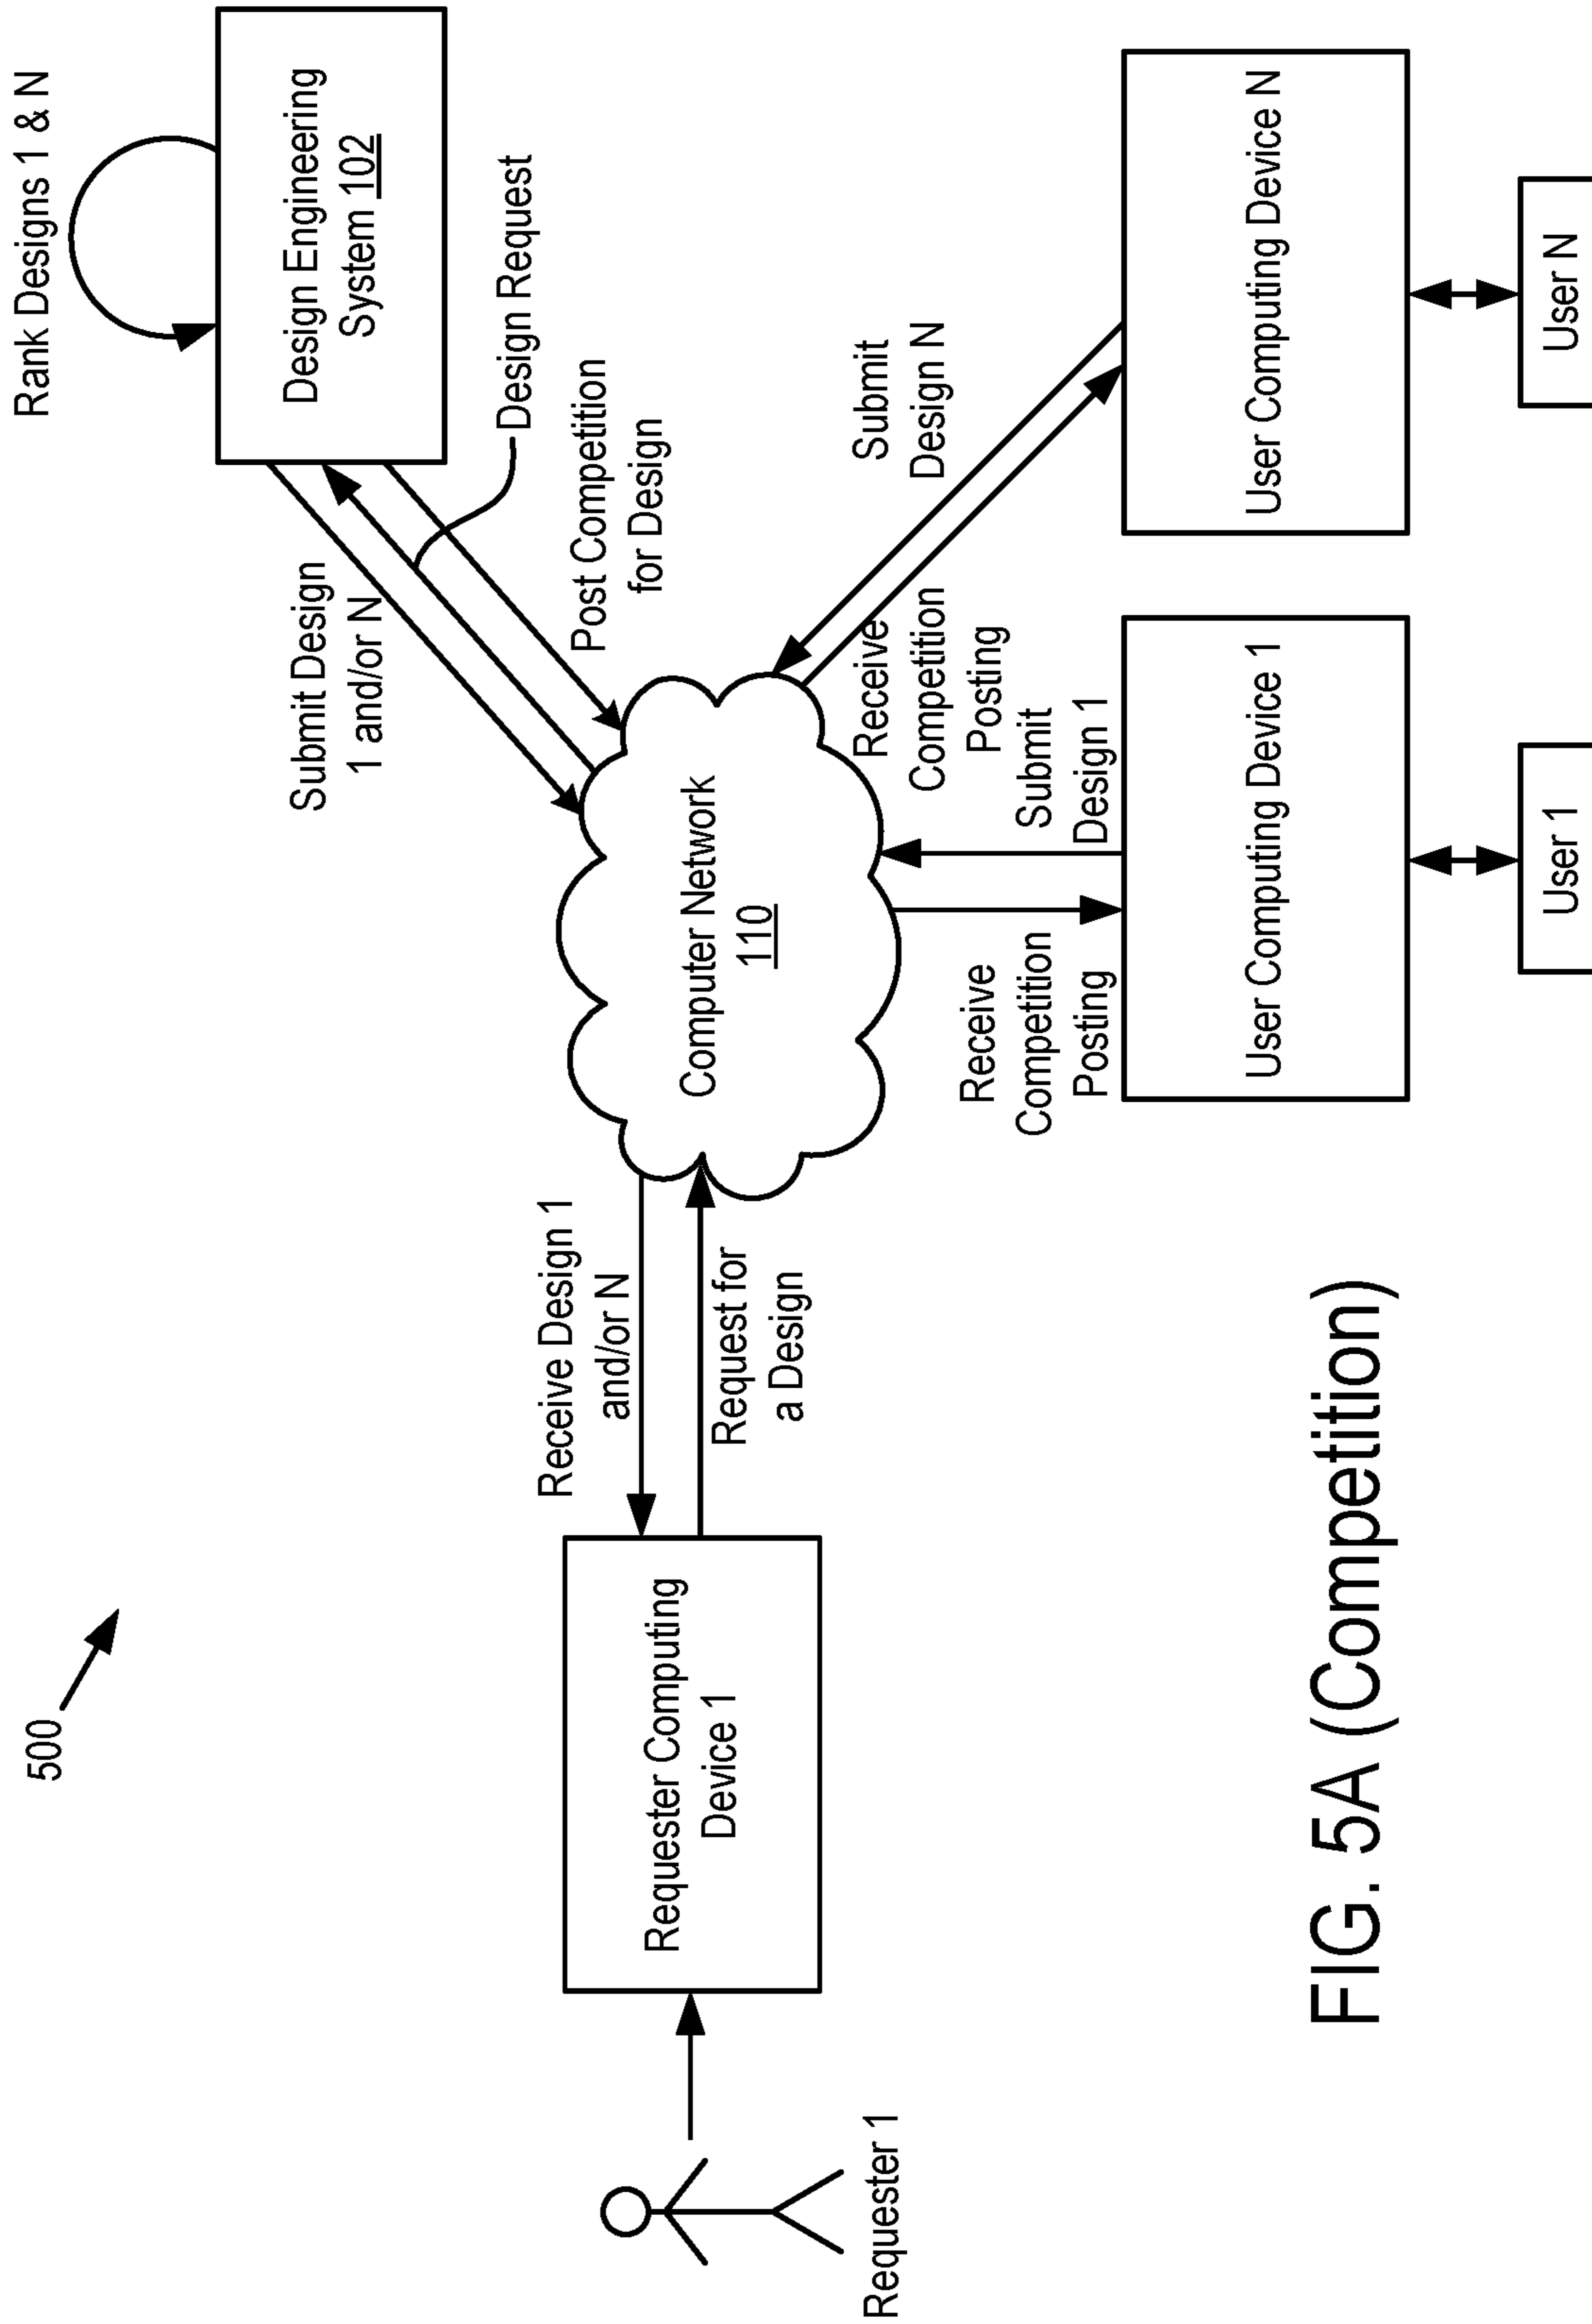 500
Rank Designs 1 & N
Design Engineering
System 102
Submit Design
1 and/or N
Design Request
Post Competition
for Design
Receive Design 1
and/or N
Requester Computing
Device 1
Request for
a Design
Computer Network
110
Requester 1
Submit
Design N
Receive
Competition
Posting
Submit
Design 1
Receive
Competition
Posting
User Computing Device 1
User Computing Device N
User 1
User N
FIG. 5A (Competition)